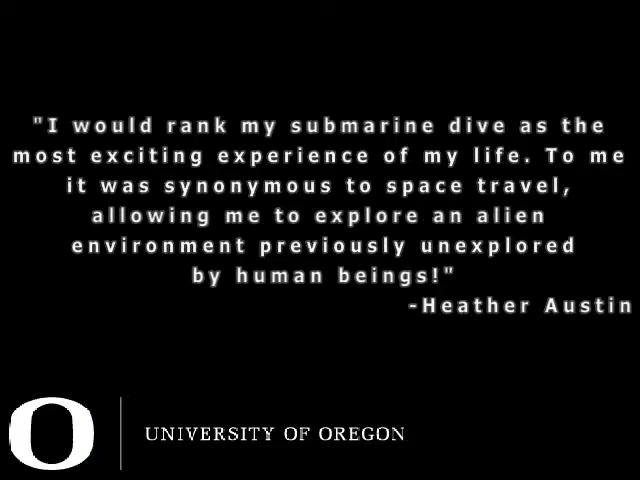 "I would rank my submarine dive as the
most exciting experience of my life. To me
it was synonymous to space travel,
allowing me to explore an alien
environment previously unexplored
by human beings!"
-Heather Austin
O
UNIVERSITY OF OREGON